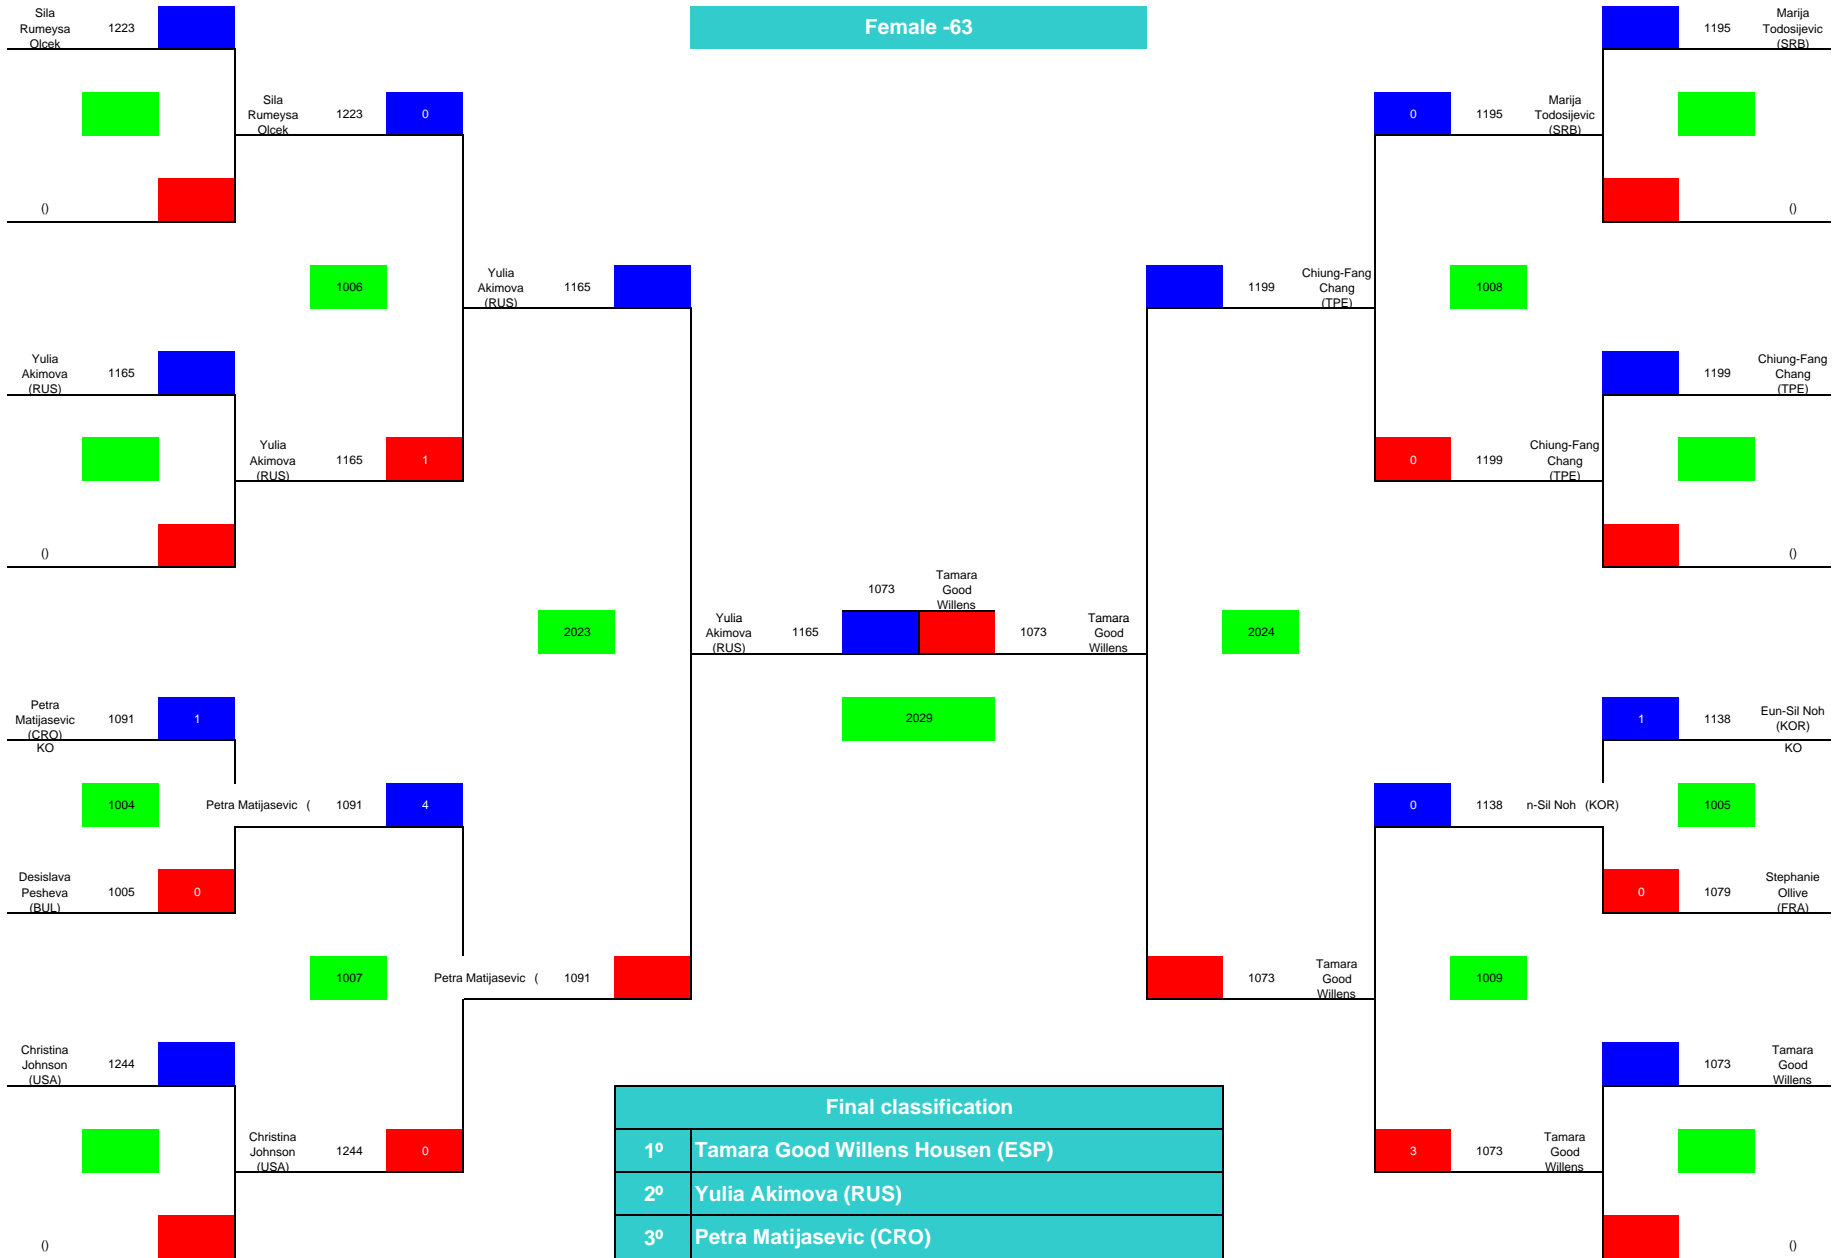 Sila
Rumeysa
Olcek
1223
Female -63
1195
Marija
Todosijevic
(SRB)
Sila
Rumeysa
Olcek
1223
0
0
1195
Marija
Todosijevic
(SRB)
()
()
1006
Yulia
Akimova
(RUS)
1165
1199
Chiung-Fang
Chang
(TPE)
1008
Yulia
Akimova
(RUS)
1165
1199
Chiung-Fang
Chang
(TPE)
Yulia
Akimova
(RUS)
1165
1
0
1199
Chiung-Fang
Chang
(TPE)
()
()
1073
Tamara
Good
Willens
2023
Yulia
Akimova
(RUS)
1165
1073
Tamara
Good
Willens
2024
Petra
Matijasevic
(CRO)
KO
1091
1
2029
1
1138
Eun-Sil Noh
(KOR)
KO
1004
Petra Matijasevic (
1091
4
0
1138
n-Sil Noh (KOR)
1005
Desislava
Pesheva
(BUL)
1005
0
0
1079
Stephanie
Ollive
(FRA)
1007
Petra Matijasevic (
1091
1073
Tamara
Good
Willens
1009
Christina
Johnson
(USA)
1244
1073
Tamara
Good
Willens
Final classification
Christina
Johnson
(USA)
1244
0
1º Tamara Good Willens Housen (ESP)
3
1073
Tamara
Good
Willens
2º Yulia Akimova (RUS)
()
3º Petra Matijasevic (CRO)
()